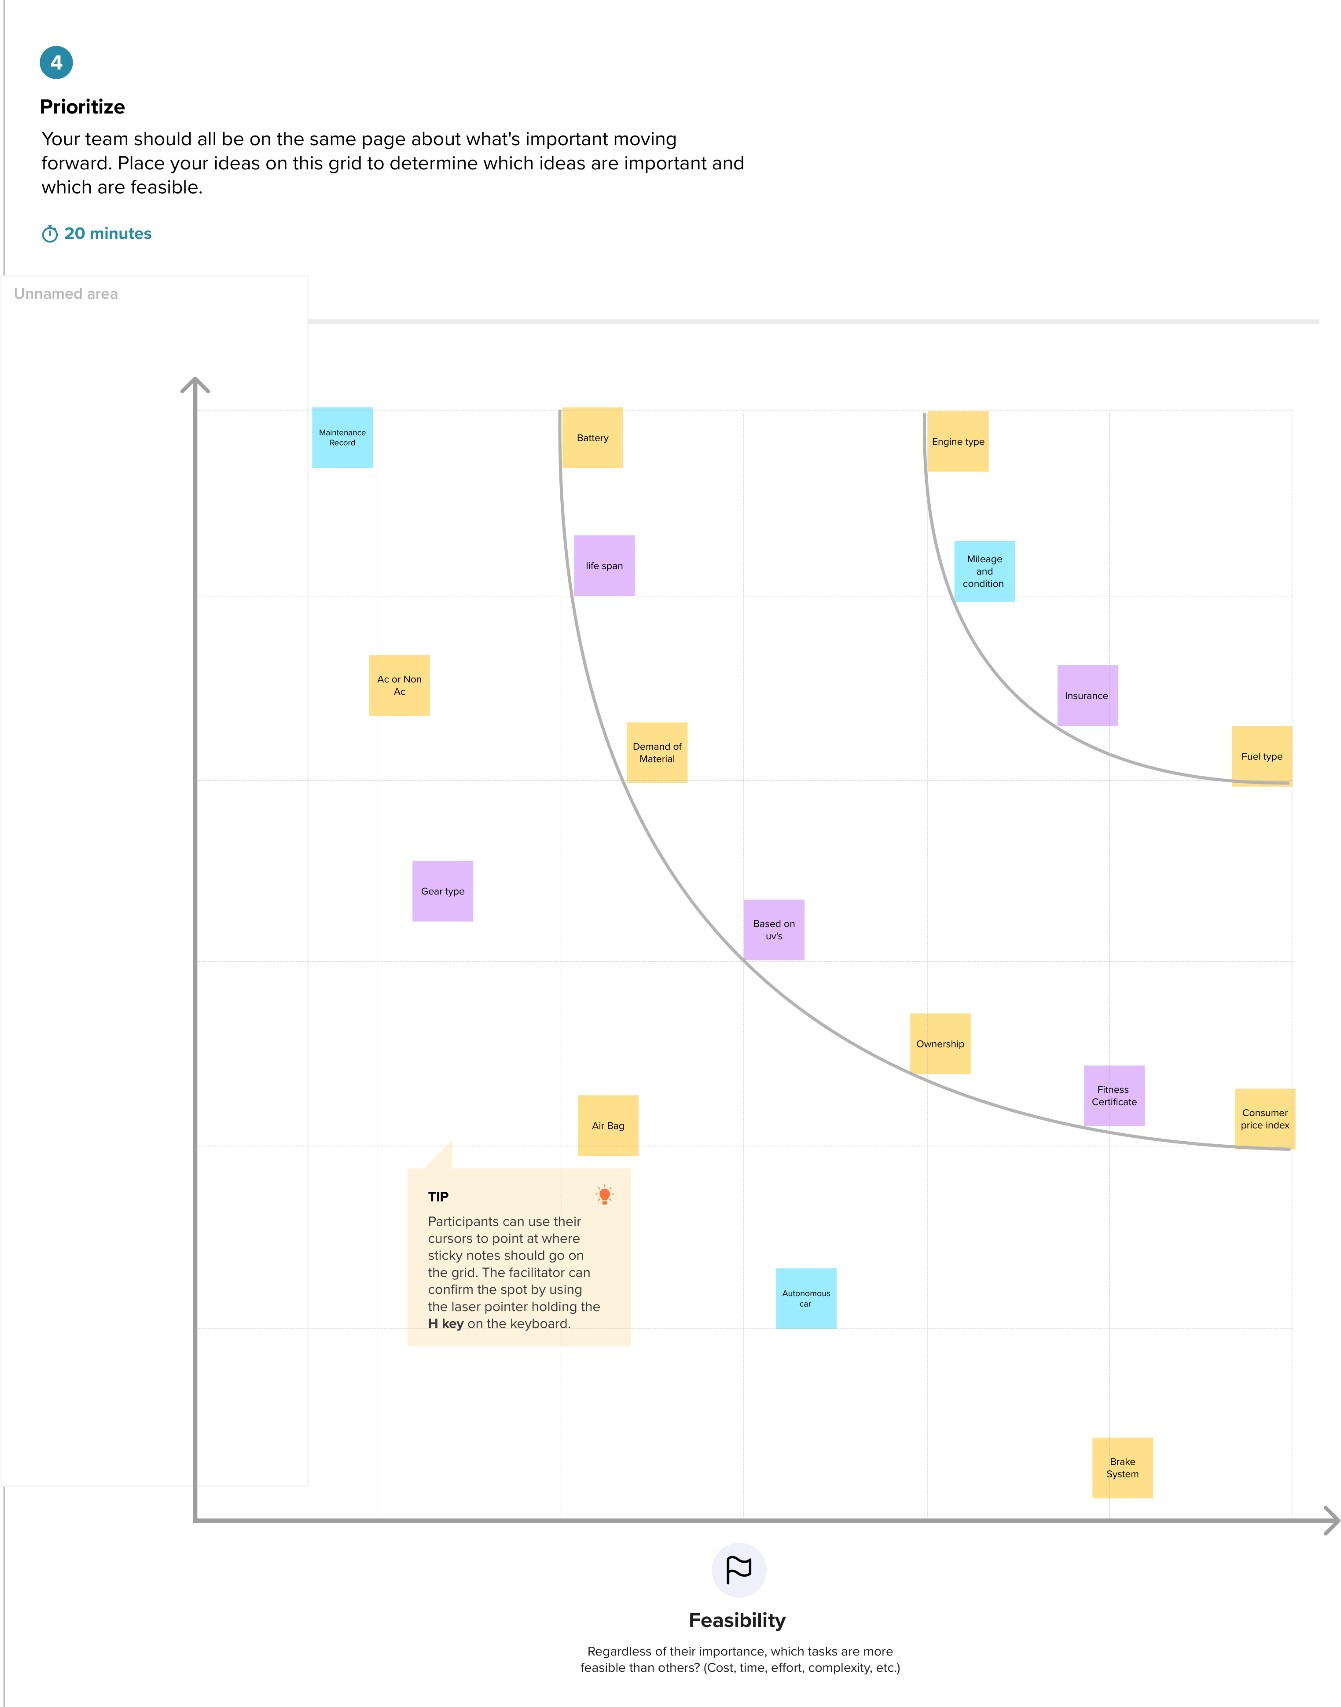 4
Prioritize
Your team should all be on the same page about what's important moving
forward. Place your ideas on this grid to determine which ideas are important and
which are feasible.
20 minutes
Unnamed area
Maintenance
Record
Battery
Engine type
life span
Mileage
and
condition
Ac or Non
Ac
Insurance
Demand of
Material
Fuel type
Gear type
Based on
uv's
Ownership
Fitness
Certificate
Consumer
price index
Air Bag
TIP
Participants can use their
cursors to point at where
sticky notes should go on
the grid. The facilitator can
confirm the spot by using
the laser pointer holding the
H key on the keyboard.
Autonomous
car
Brake
System
Feasibility
Regardless of their importance, which tasks are more
feasible than others? (Cost, time, effort, complexity, etc.)